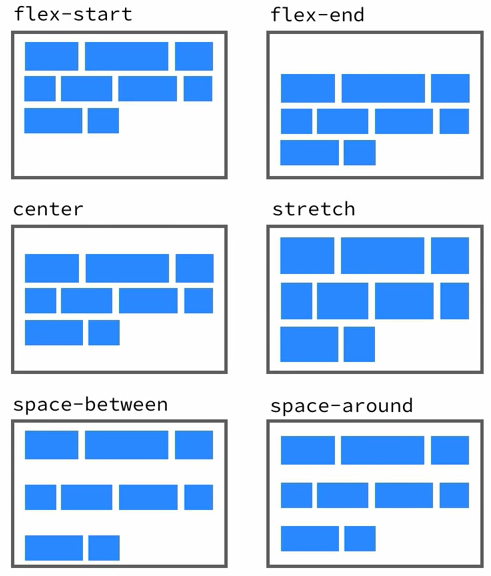 flex-start
flex-end
center
stretch
space-between
space-around